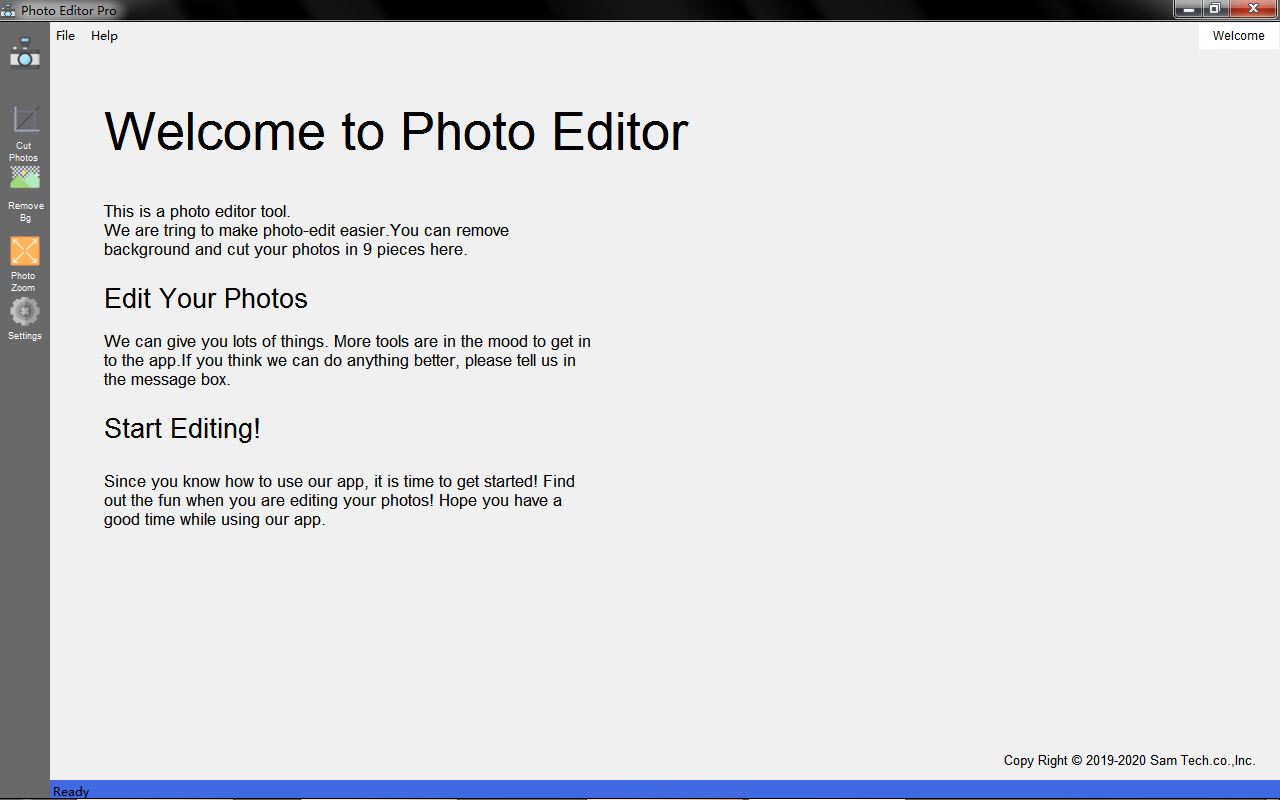 Photo Editor Pro
File Help
Welcome
Cut
Photos
Remove
Bg
Photo
Zoom
Settings
Welcome to Photo Editor
This is a photo editor tool.
We are tring to make photo-edit easier.You can remove
background and cut your photos in 9 pieces here.
Edit Your Photos
We can give you lots of things. More tools are in the mood to get in
to the app.If you think we can do anything better, please tell us in
the message box.
Start Editing!
Since you know how to use our app, it is time to get started! Find
out the fun when you are editing your photos! Hope you have a
good time while using our app.
Copy Right © 2019-2020 Sam Tech.co.,Inc.
Ready